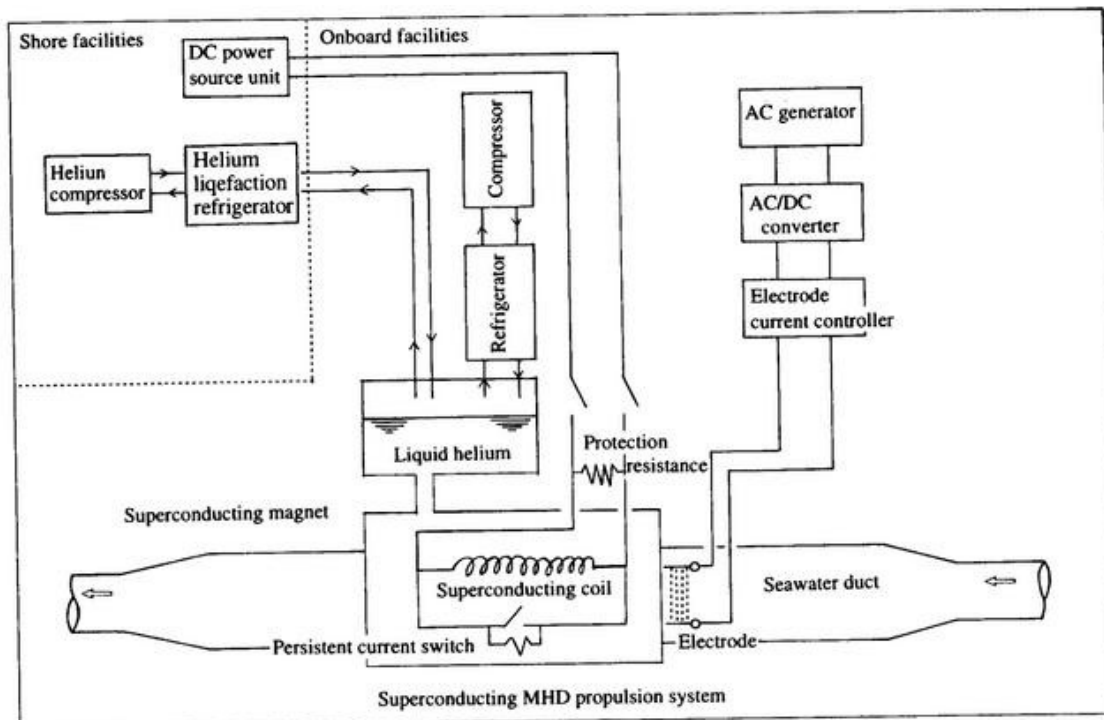 Shore facilities
Onboard facilities
DC power
source unit
AC generator
Compressor
Heliun
compressor
Helium
liqefaction
refrigerator
AC/DC
converter
Refrigerator
Electrode
current controller
Liquid helium
Protection
resistance
Superconducting magnet
Superconducting coil
Seawater duct
Persistent current switch
Electrode
Superconducting MHD propulsion system